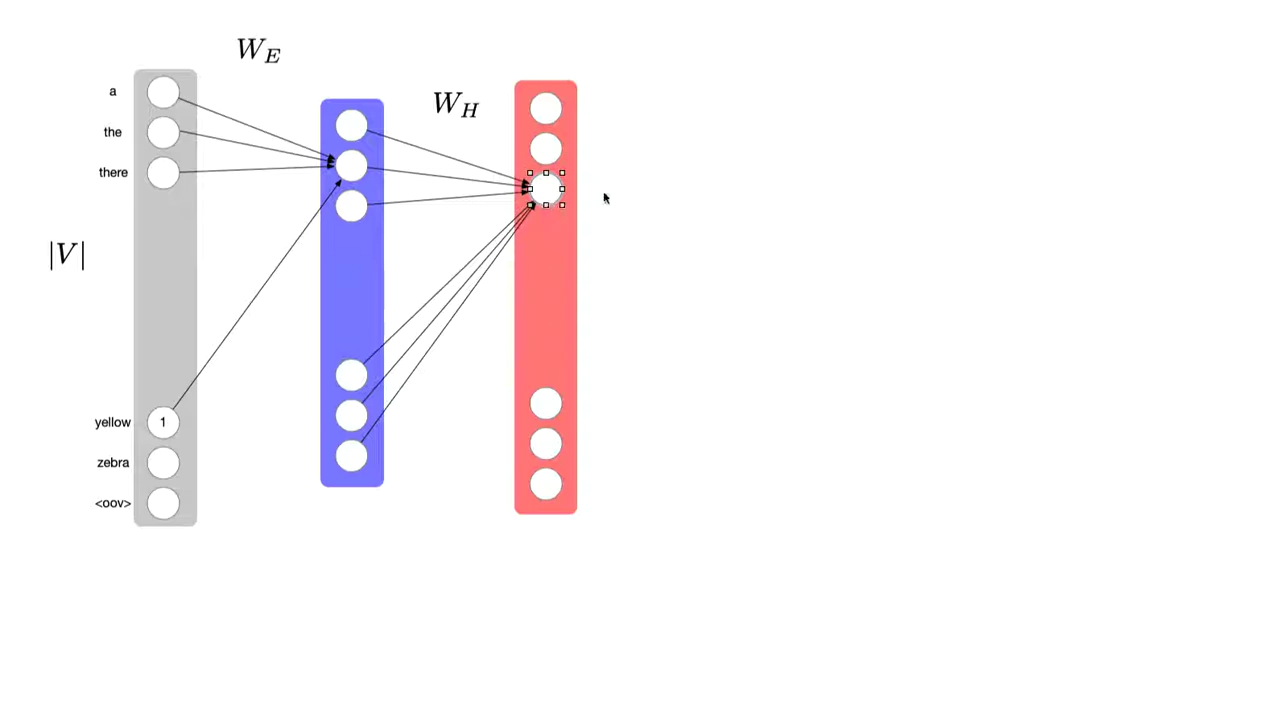 W_E
W_H
a
the
there
|V|
yellow 1
zebra
<oov>